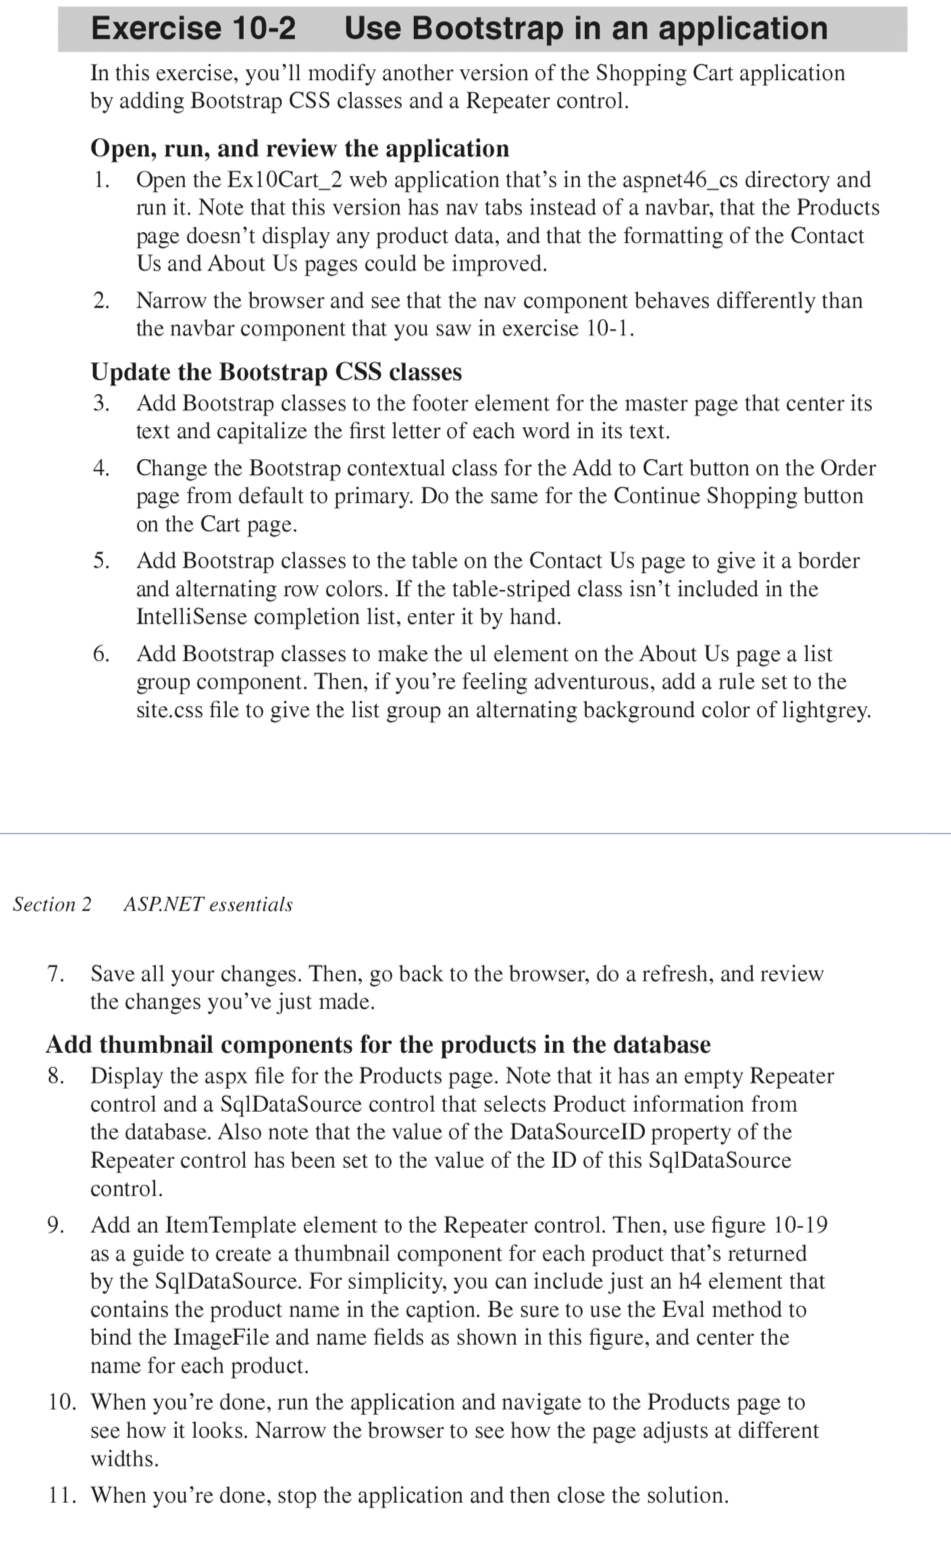 Exercise 10-2 Use Bootstrap in an application
In this exercise, you'll modify another version of the Shopping Cart application
by adding Bootstrap CSS classes and a Repeater control.
Open, run, and review the application
1. Open the Ex10Cart_2 web application that's in the aspnet46_cs directory and
run it. Note that this version has nav tabs instead of a navbar, that the Products
page doesn't display any product data, and that the formatting of the Contact
Us and About Us pages could be improved.
2. Narrow the browser and see that the nav component behaves differently than
the navbar component that you saw in exercise 10-1.
Update the Bootstrap CSS classes
3. Add Bootstrap classes to the footer element for the master page that center its
text and capitalize the first letter of each word in its text.
4. Change the Bootstrap contextual class for the Add to Cart button on the Order
page from default to primary. Do the same for the Continue Shopping button
on the Cart page.
5. Add Bootstrap classes to the table on the Contact Us page to give it a border
and alternating row colors. If the table-striped class isn't included in the
IntelliSense completion list, enter it by hand.
6. Add Bootstrap classes to make the ul element on the About Us page a list
group component. Then, if you're feeling adventurous, add a rule set to the
site.css file to give the list group an alternating background color of lightgrey.
Section 2 ASP.NET essentials
7. Save all your changes. Then, go back to the browser, do a refresh, and review
the changes you've just made.
Add thumbnail components for the products in the database
8. Display the aspx file for the Products page. Note that it has an empty Repeater
control and a SqlDataSource control that selects Product information from
the database. Also note that the value of the DataSourceID property of the
Repeater control has been set to the value of the ID of this SqlDataSource
control.
9. Add an ItemTemplate element to the Repeater control. Then, use figure 10-19
as a guide to create a thumbnail component for each product that's returned
by the SqlDataSource. For simplicity, you can include just an h4 element that
contains the product name in the caption. Be sure to use the Eval method to
bind the ImageFile and name fields as shown in this figure, and center the
name for each product.
10. When you're done, run the application and navigate to the Products page to
see how it looks. Narrow the browser to see how the page adjusts at different
widths.
11. When you're done, stop the application and then close the solution.